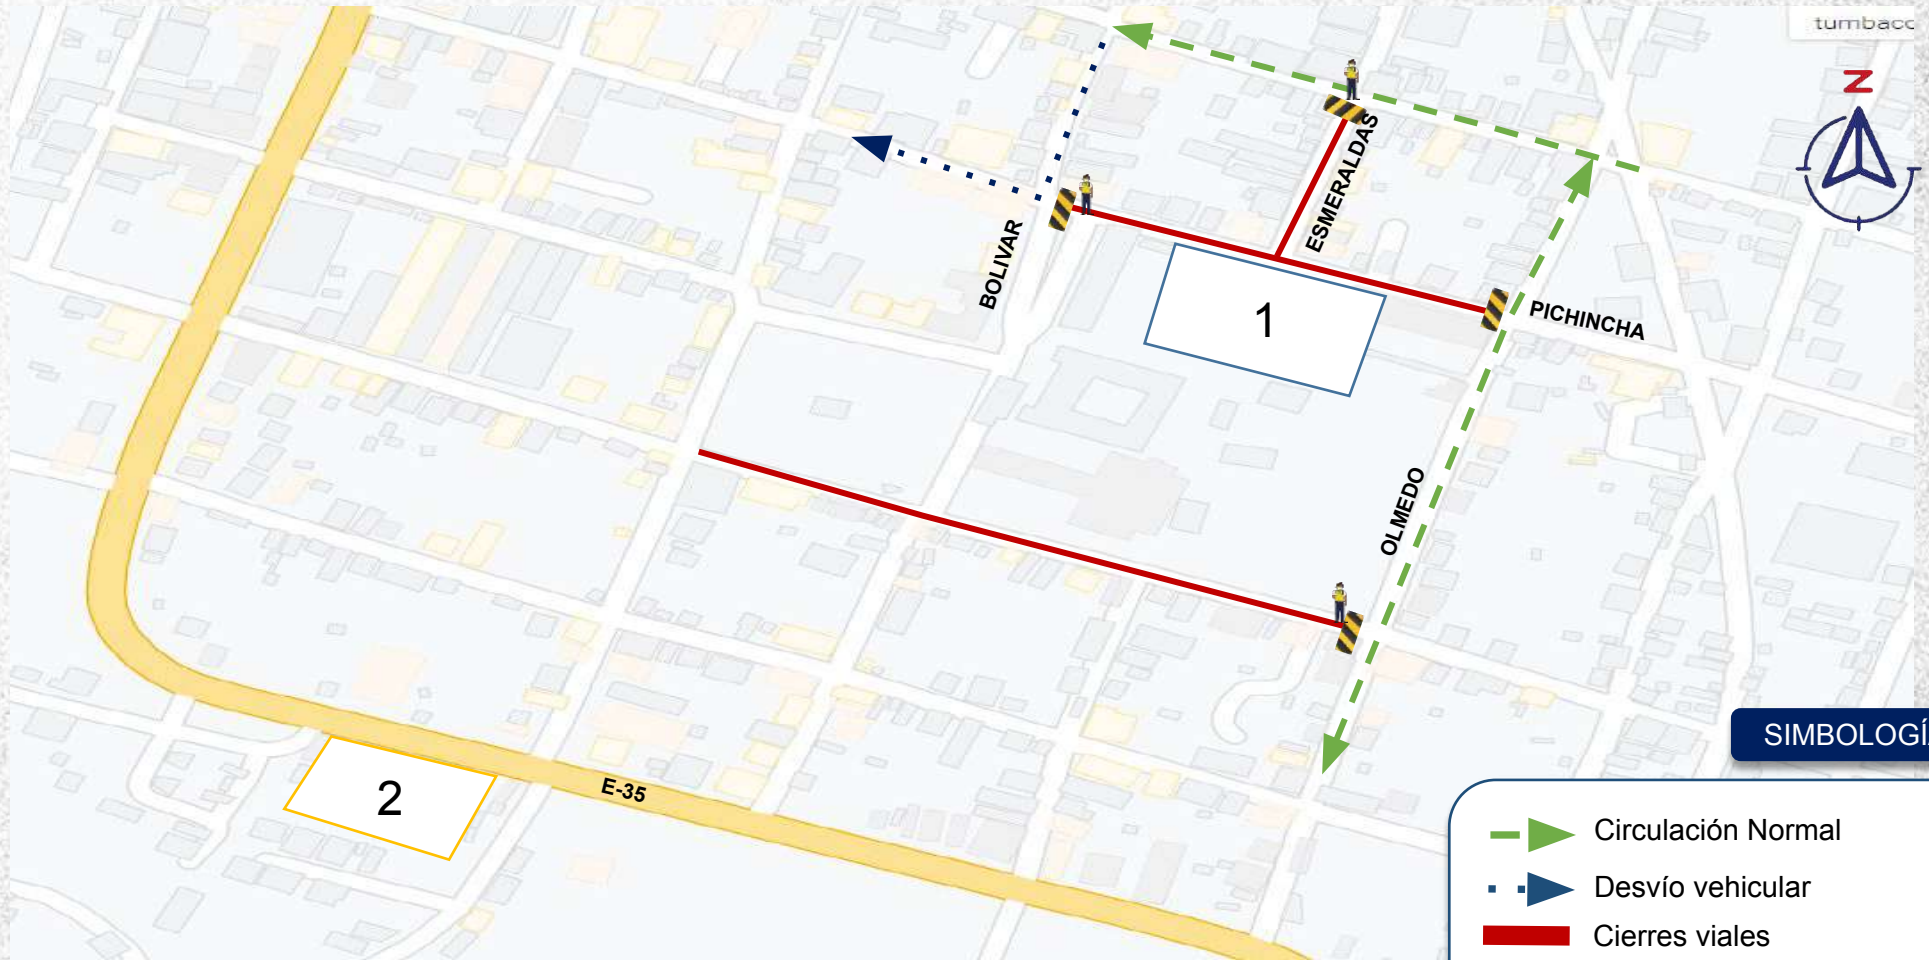 tumbaco
N
ESMERALDAS
BOLIVAR
PICHINCHA
1
OLMEDO
2
E-35
SIMBOLOGÍ
Circulación Normal
Desvío vehicular
Cierres viales